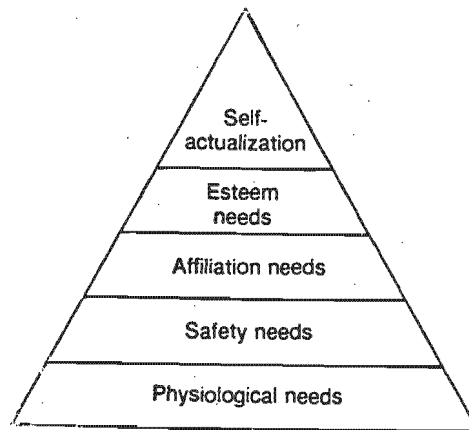 Self-
actualization
Esteem
needs
Affiliation needs
Safety needs
Physiological needs